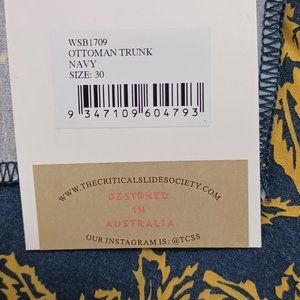 WSB1709
OTTOMAN TRUNK
NAVY
SIZE: 30
9 347109 604793
WWW.THECRITICALSLIDESOCIETY.COM
DESIGNED
IN
AUSTRALIA
OUR INSTAGRAM IS: @TCSS